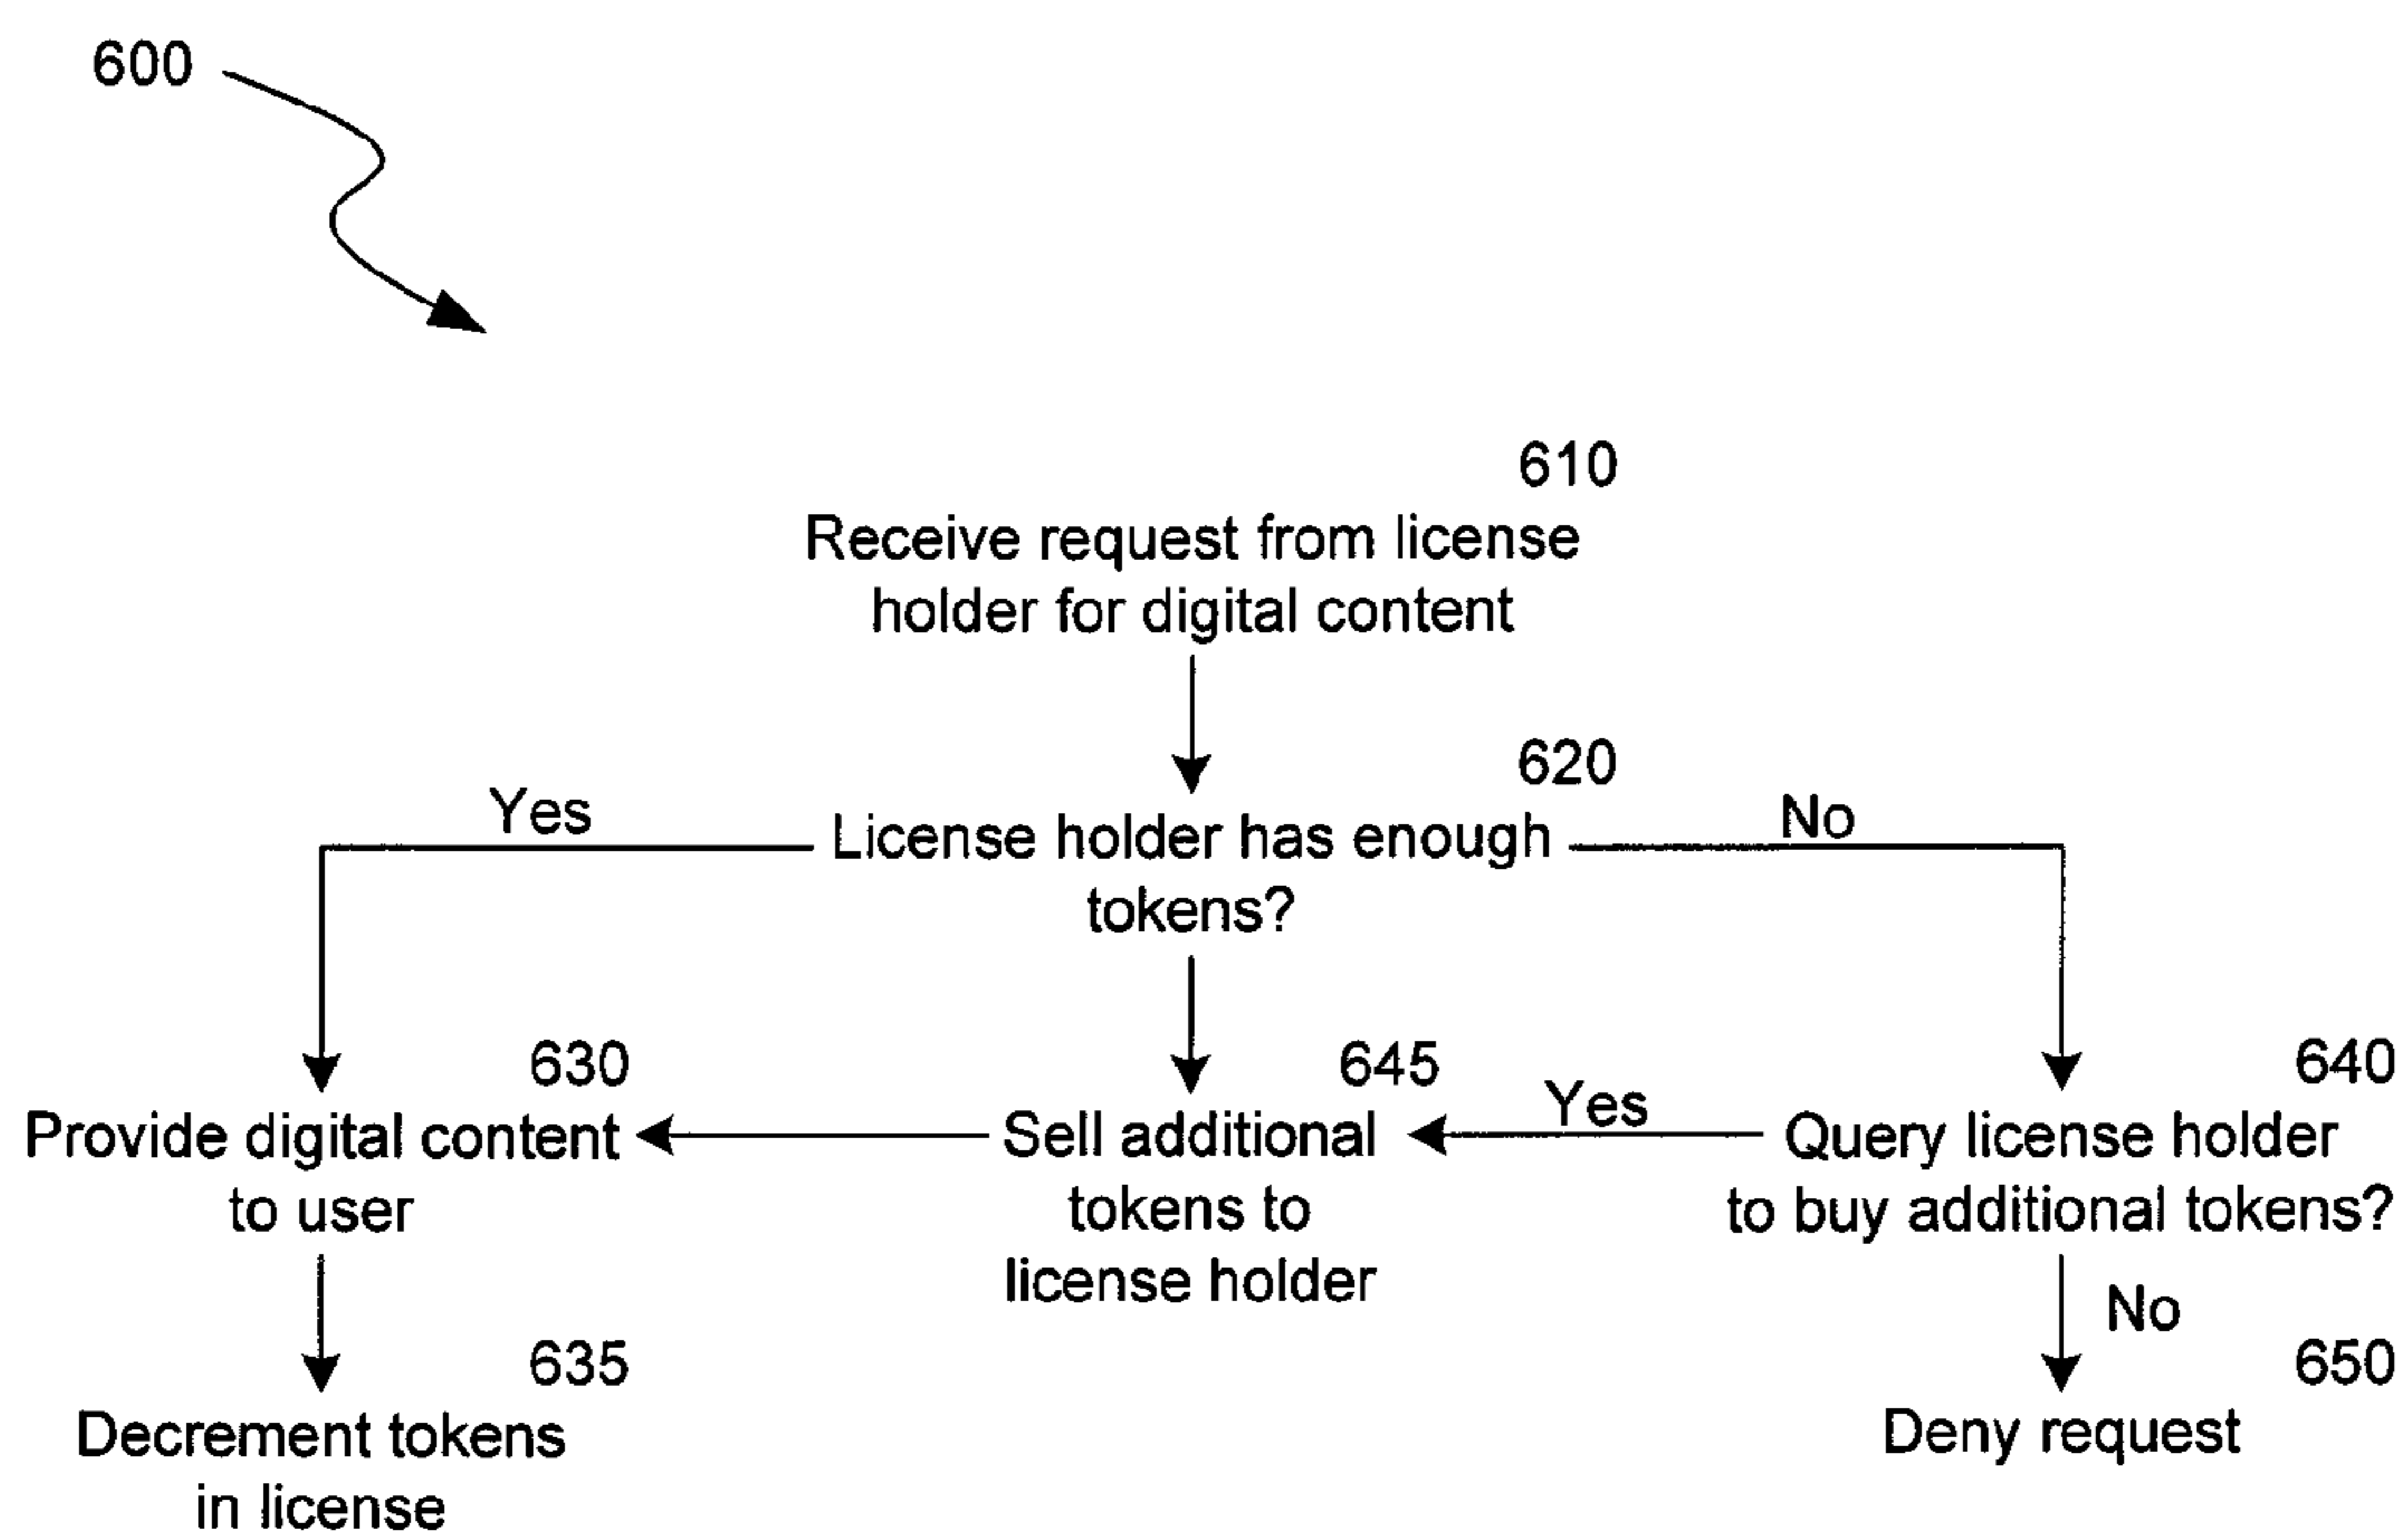 600
610
Receive request from license
holder for digital content
620
Yes
No
License holder has enough
tokens?
630
Provide digital content
to user
645
Sell additional
tokens to
license holder
Yes
640
Query license holder
to buy additional tokens?
No
635
Decrement tokens
in license
650
Deny request